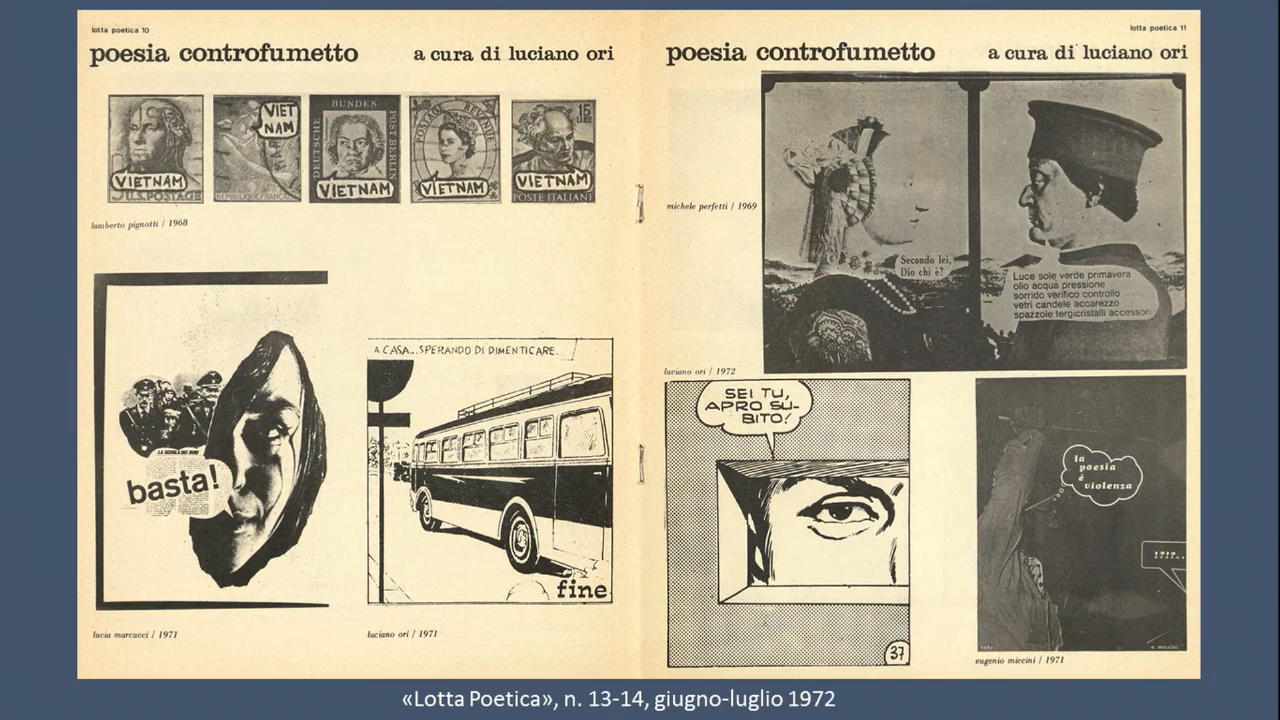 lotta poetica 10
poesia controfumetto
a cura di luciano ori
VIETNAM
U.S. POSTAGE
VIET
NAM
BUNDES
DEUTSCHE
POST BERLIN
VIETNAM
POSTAGE REVENUE
VIETNAM
15
LIRE
VIETNAM
POSTE ITALIANE
lamberto pignotti / 1968
basta!
lucia marcucci / 1971
A CASA...SPERANDO DI DIMENTICARE.
fine
luciano ori / 1971
lotta poetica 11
poesia controfumetto
a cura di luciano ori
michele perfetti / 1969
Secondo lei,
Dio chi è?
Luce sole verde primavera
olio acqua pressione
sorrido verifico controllo
vetri candele accarezzo
spazzole tergicristalli accessori
luciano ori / 1972
SEI TU,
APRO SU-
BITO!
37
la
poesia
è
violenza
!?!?..
eugenio miccini / 1971
«Lotta Poetica», n. 13-14, giugno-luglio 1972